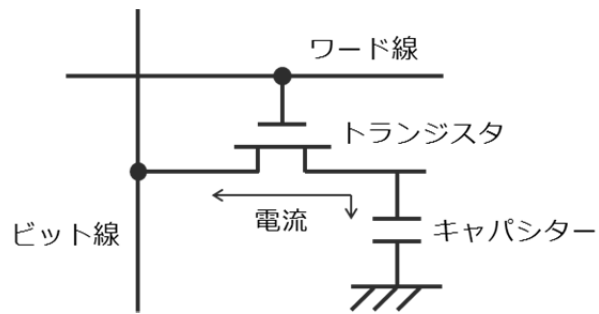 ワード線
トランジスタ
電流
ビット線
キャパシター